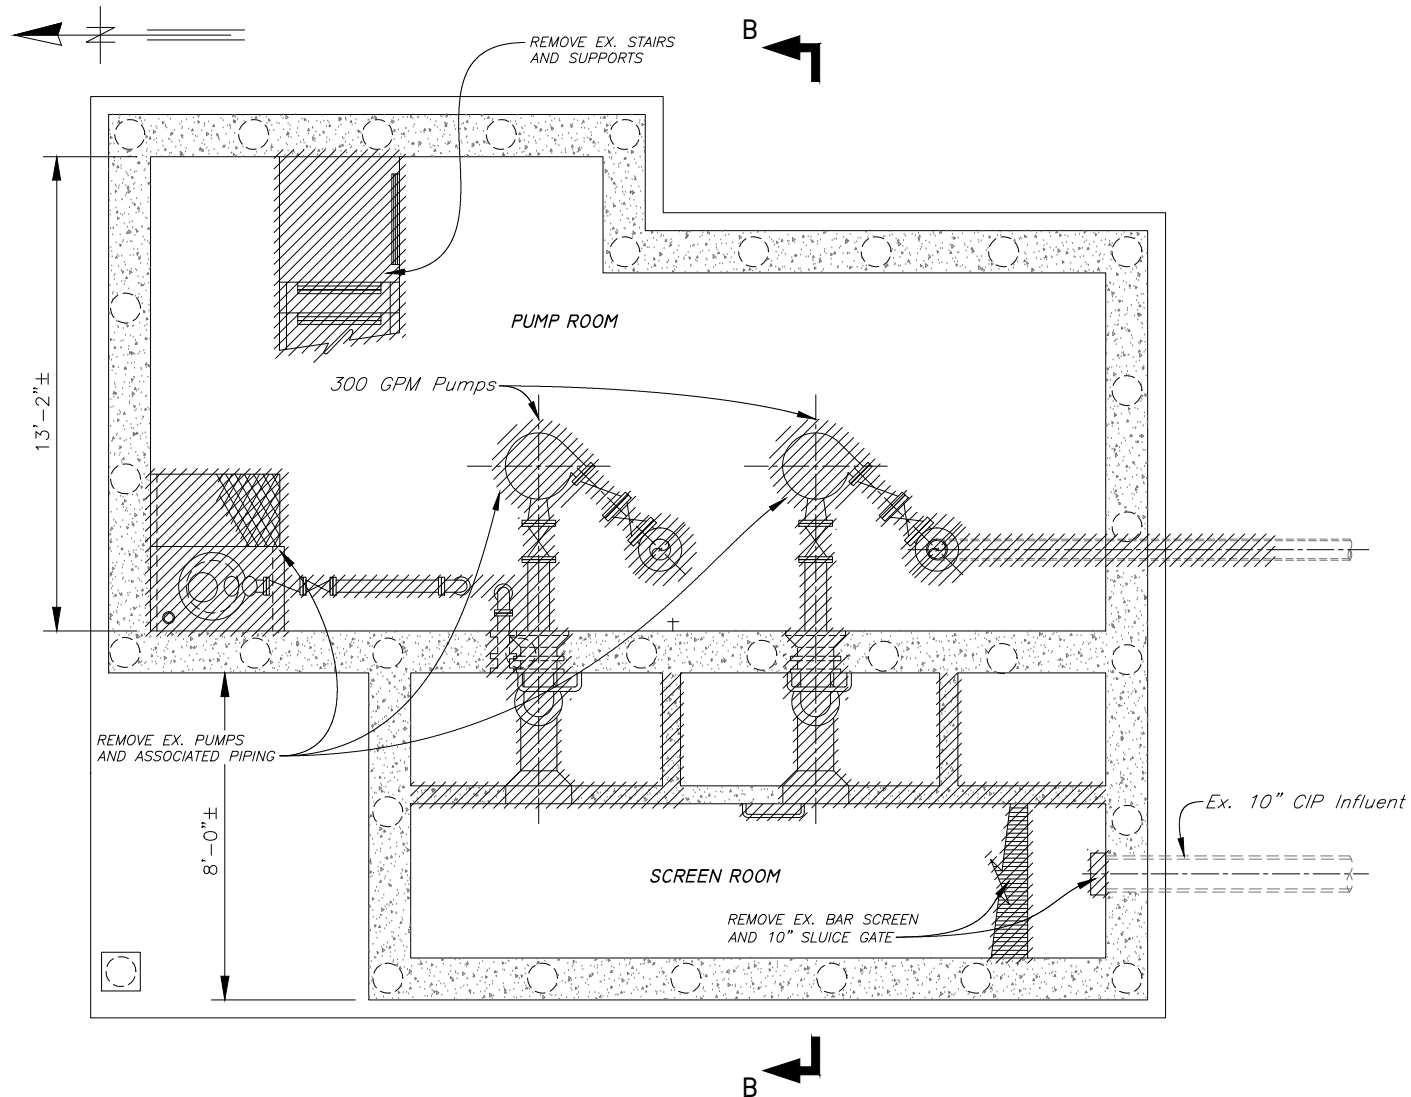 N
B
REMOVE EX. STAIRS
AND SUPPORTS
PUMP ROOM
300 GPM Pumps
13'-2"±
REMOVE EX. PUMPS
AND ASSOCIATED PIPING
8'-0"±
Ex. 10" CIP Influent
SCREEN ROOM
REMOVE EX. BAR SCREEN
AND 10" SLUICE GATE
B